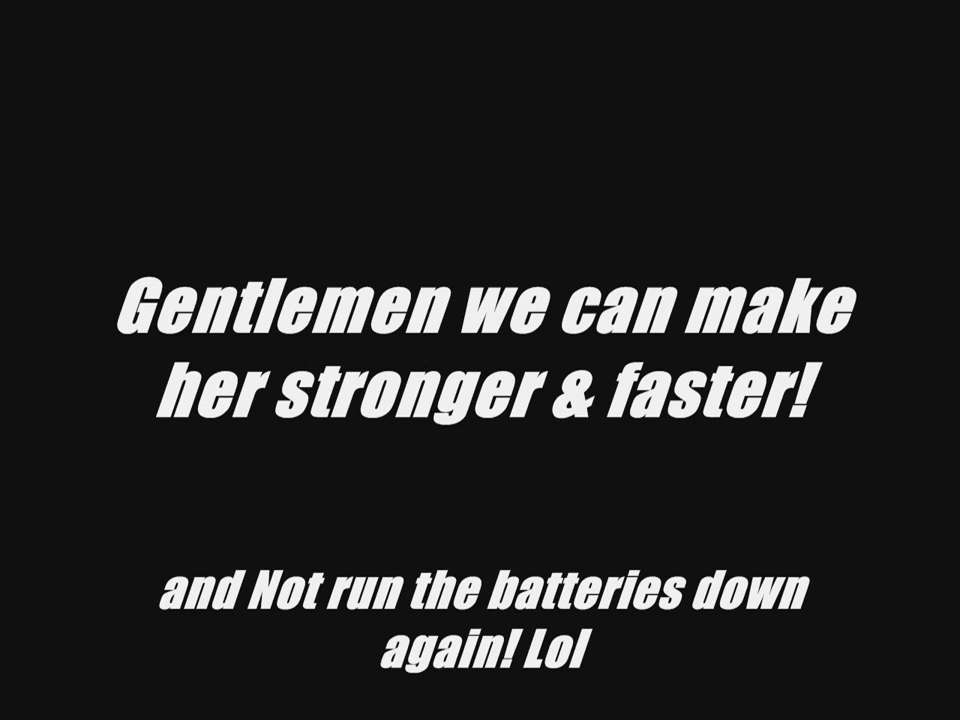 Gentlemen we can make
her stronger & faster!
and Not run the batteries down
again! Lol